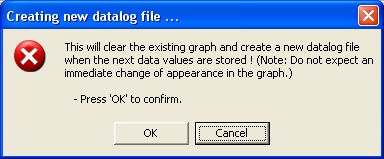 Creating new datalog file ...
This will clear the existing graph and create a new datalog file
when the next data values are stored ! (Note: Do not expect an
immediate change of appearance in the graph.)
- Press 'OK' to confirm.
OK
Cancel